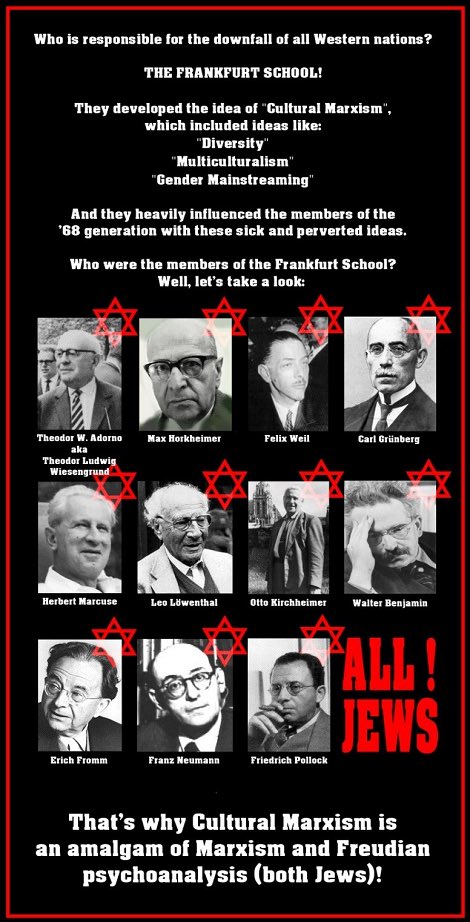 Who is responsible for the downfall of all Western nations?
THE FRANKFURT SCHOOL!
They developed the idea of "Cultural Marxism",
which included ideas like:
"Diversity"
"Multiculturalism"
"Gender Mainstreaming"
And they heavily influenced the members of the
'68 generation with these sick and perverted ideas.
Who were the members of the Frankfurt School?
Well, let's take a look:
Theodor W. Adorno
aka
Theodor Ludwig
Wiesengrund
Max Horkheimer
Felix Weil
Carl Grünberg
Herbert Marcuse
Leo Löwenthal
Otto Kirchheimer
Walter Benjamin
Erich Fromm
Franz Neumann
Friedrich Pollock
ALL !
JEWS
That's why Cultural Marxism is
an amalgam of Marxism and Freudian
psychoanalysis (both Jews)!